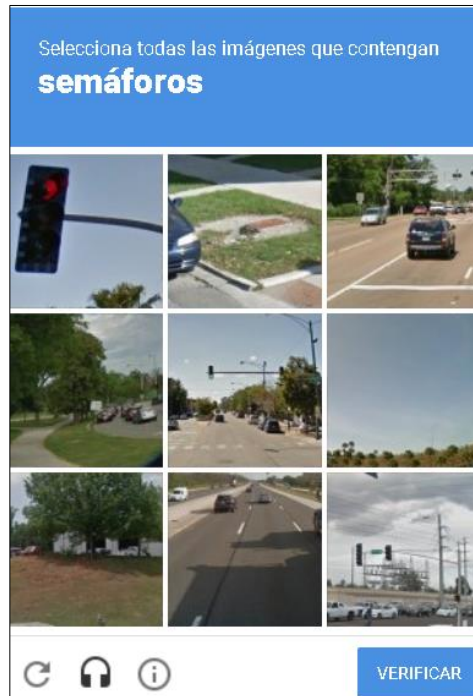 Selecciona todas las imágenes que contengan
semáforos
VERIFICAR